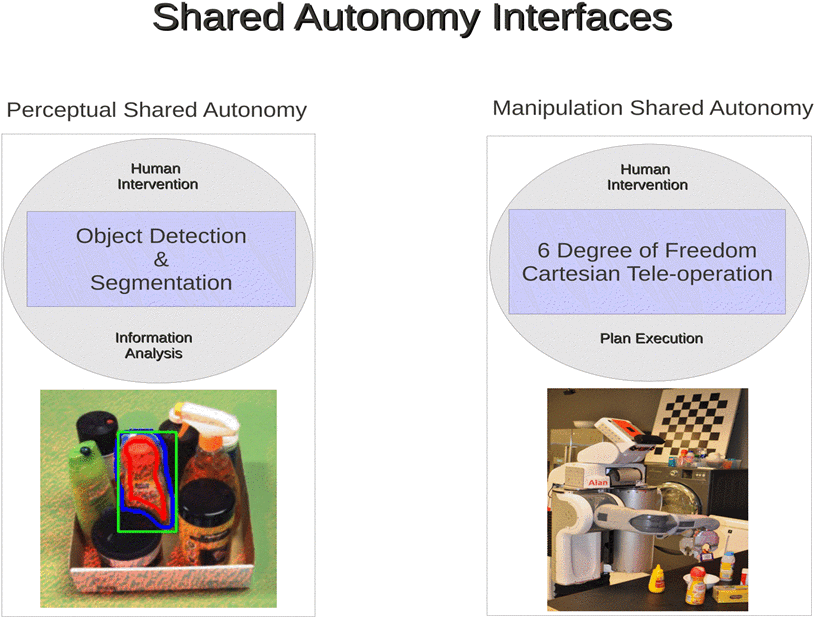 Shared Autonomy Interfaces
Perceptual Shared Autonomy
Human
Intervention
Object Detection
&
Segmentation
Information
Analysis
Manipulation Shared Autonomy
Human
Intervention
6 Degree of Freedom
Cartesian Tele-operation
Plan Execution
Alan